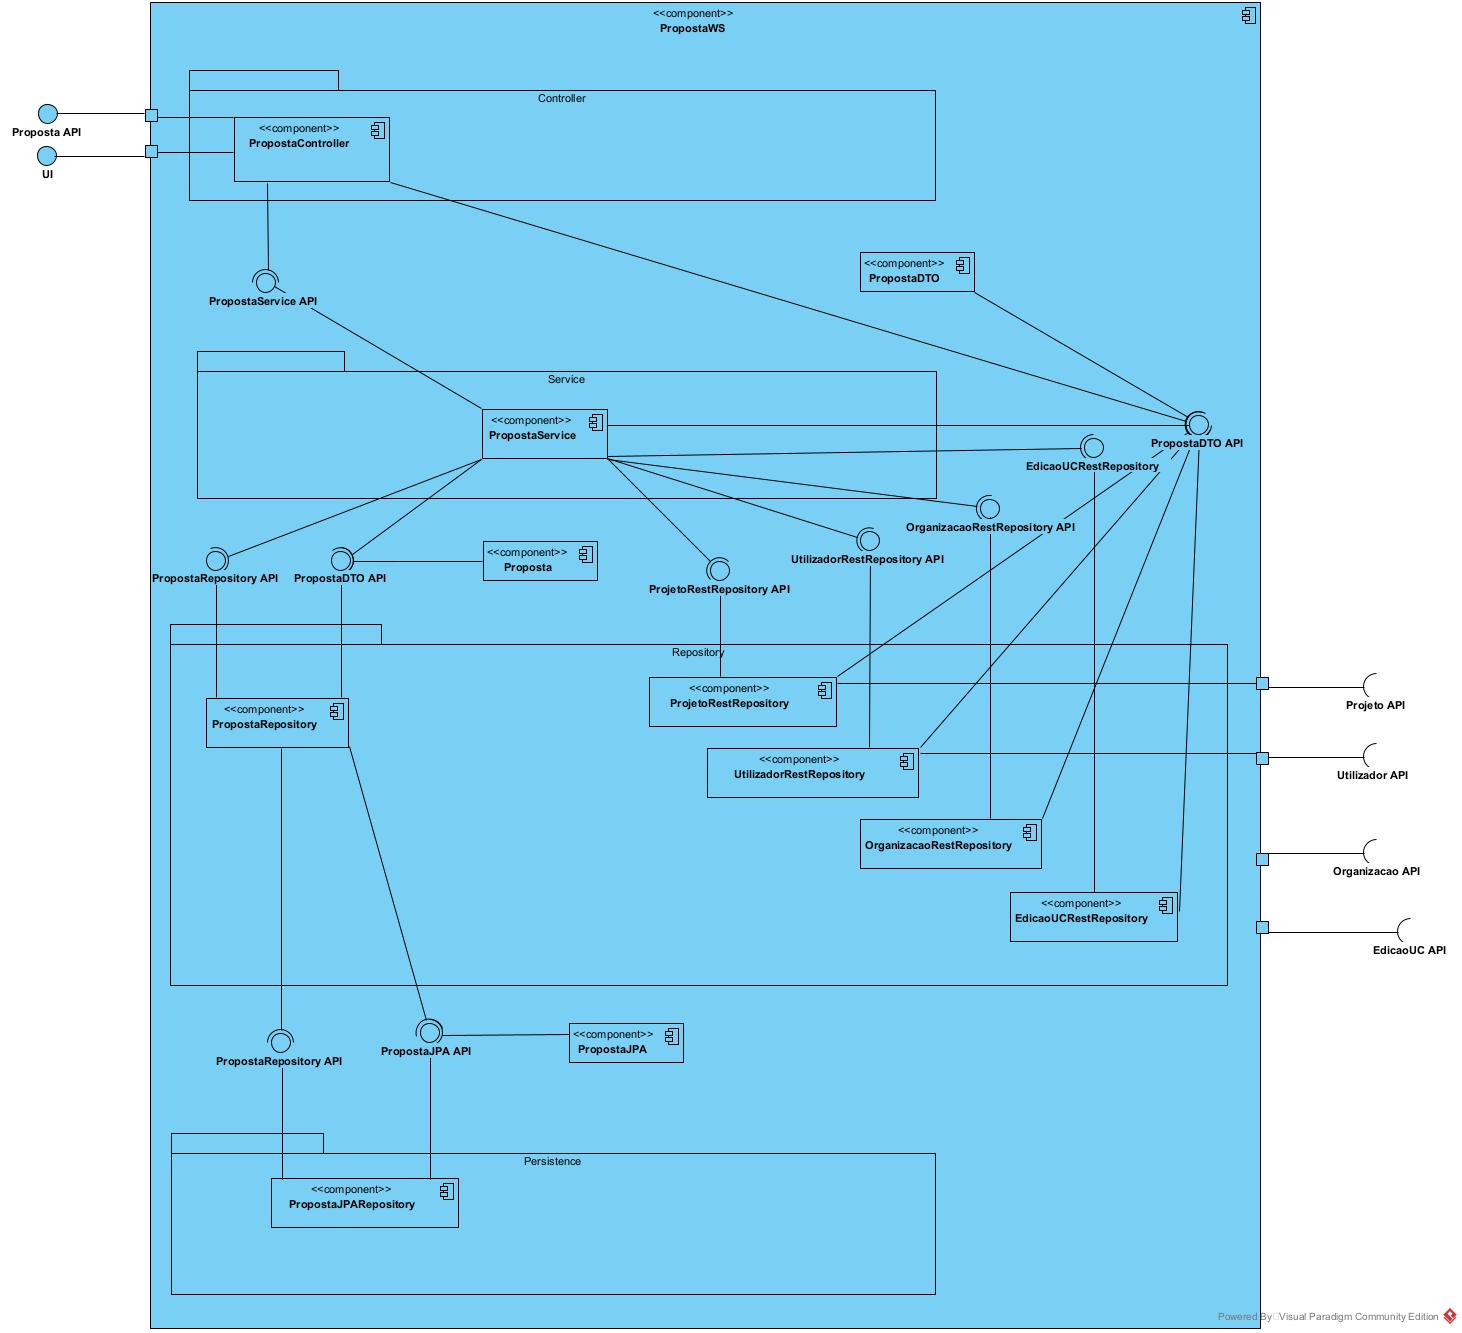 <<component>>
PropostaWS
Controller
Proposta API
UI
<<component>>
PropostaController
<<component>>
PropostaDTO
PropostaService API
Service
<<component>>
PropostaService
PropostaDTO API
EdicaoUCRestRepository
OrganizacaoRestRepository API
UtilizadorRestRepository API
PropostaRepository API
PropostaDTO API
<<component>>
Proposta
ProjetoRestRepository API
Repository
<<component>>
ProjetoRestRepository
Projeto API
<<component>>
PropostaRepository
<<component>>
UtilizadorRestRepository
Utilizador API
<<component>>
OrganizacaoRestRepository
Organizacao API
<<component>>
EdicaoUCRestRepository
EdicaoUC API
PropostaRepository API
PropostaJPA API
<<component>>
PropostaJPA
Persistence
<<component>>
PropostaJPARepository
Powered By Visual Paradigm Community Edition